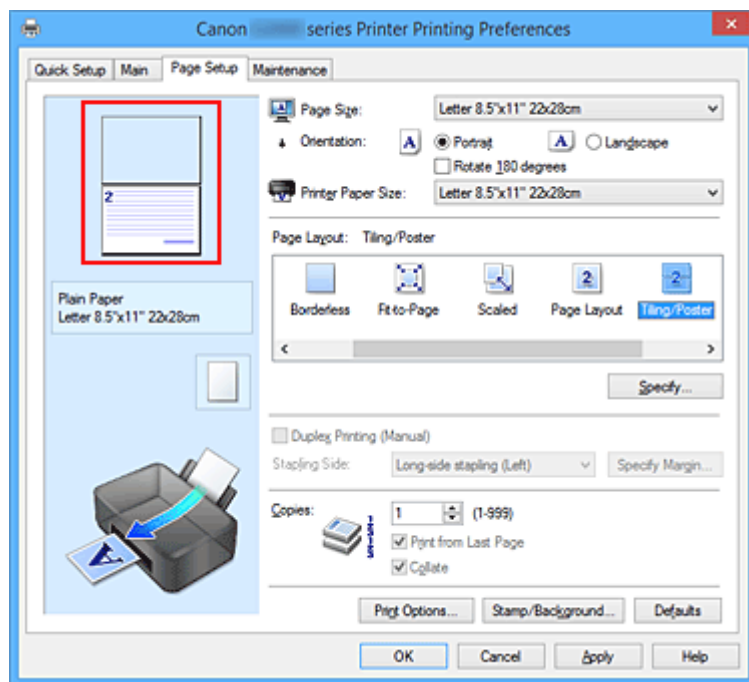 Canon series Printer Printing Preferences
Quick Setup Main Page Setup Maintenance
2
Plain Paper
Letter 8.5"x11" 22x28cm
A
Page Size: Letter 8.5"x11" 22x28cm
Orientation: A Portrait A Landscape
Rotate 180 degrees
Printer Paper Size: Letter 8.5"x11" 22x28cm
Page Layout: Tiling/Poster
2 2
Borderless Fit-to-Page Scaled Page Layout Tiling/Poster
Specify...
Duplex Printing (Manual)
Stapling Side: Long-side stapling (Left) Specify Margin...
Copies: 1 (1-999)
Print from Last Page
Collate
Print Options... Stamp/Background... Defaults
OK Cancel Apply Help